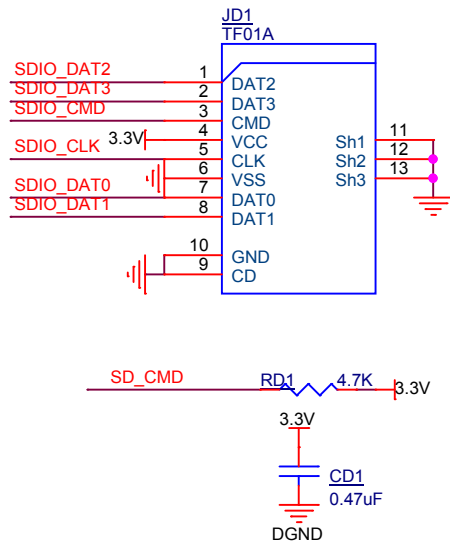 JD1
TF01A
SDIO_DAT2 1 DAT2
SDIO_DAT3 2 DAT3
SDIO_CMD 3 CMD
3.3V 4 VCC Sh1 11
SDIO_CLK 5 CLK Sh2 12
6 VSS Sh3 13
SDIO_DAT0 7 DAT0
SDIO_DAT1 8 DAT1
10 GND
9 CD
SD_CMD RD1 4.7K 3.3V
3.3V
CD1
0.47uF
DGND